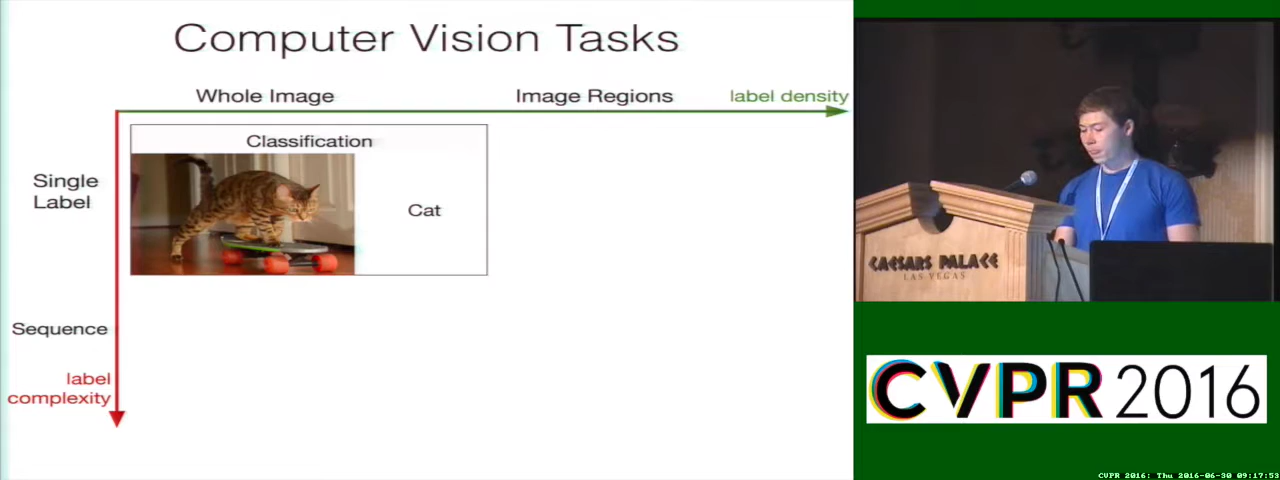 Computer Vision Tasks
Whole Image
Image Regions
label density
Classification
Single
Label
Cat
Sequence
label
complexity
CAESARS PALACE
LAS VEGAS
CVPR 2016
CVPR 2016: Thu 2016-06-30 09:17:53